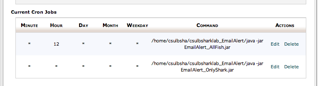 Current Cron Jobs
Minute Hour Day Month Weekday Command Actions
* 12 * * * /home/csulbsha/csulbsharklab_EmailAlert/java -jar EmailAlert_AllFish.jar Edit Delete
* * * * * /home/csulbsha/csulbsharklab_EmailAlert/java -jar EmailAlert_OnlyShark.jar Edit Delete